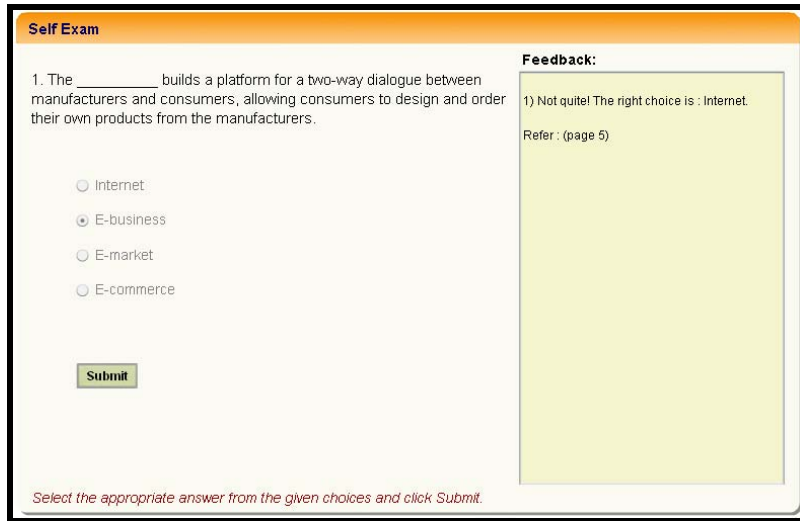 Self Exam
1. The __________ builds a platform for a two-way dialogue between
manufacturers and consumers, allowing consumers to design and order
their own products from the manufacturers.
Internet
E-business
E-market
E-commerce
Submit
Select the appropriate answer from the given choices and click Submit.
Feedback:
1) Not quite! The right choice is : Internet.
Refer : (page 5)